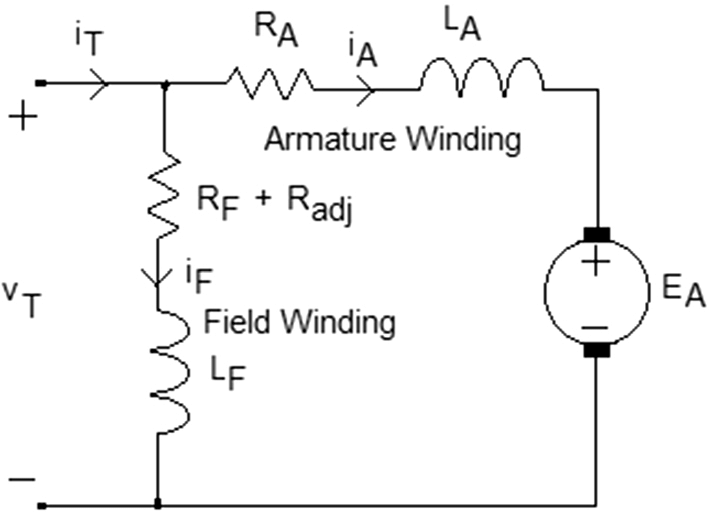 i_T
R_A
i_A
L_A
+
Armature Winding
R_F + R_adj
i_F
+
E_A
v_T
Field Winding
−
L_F
−